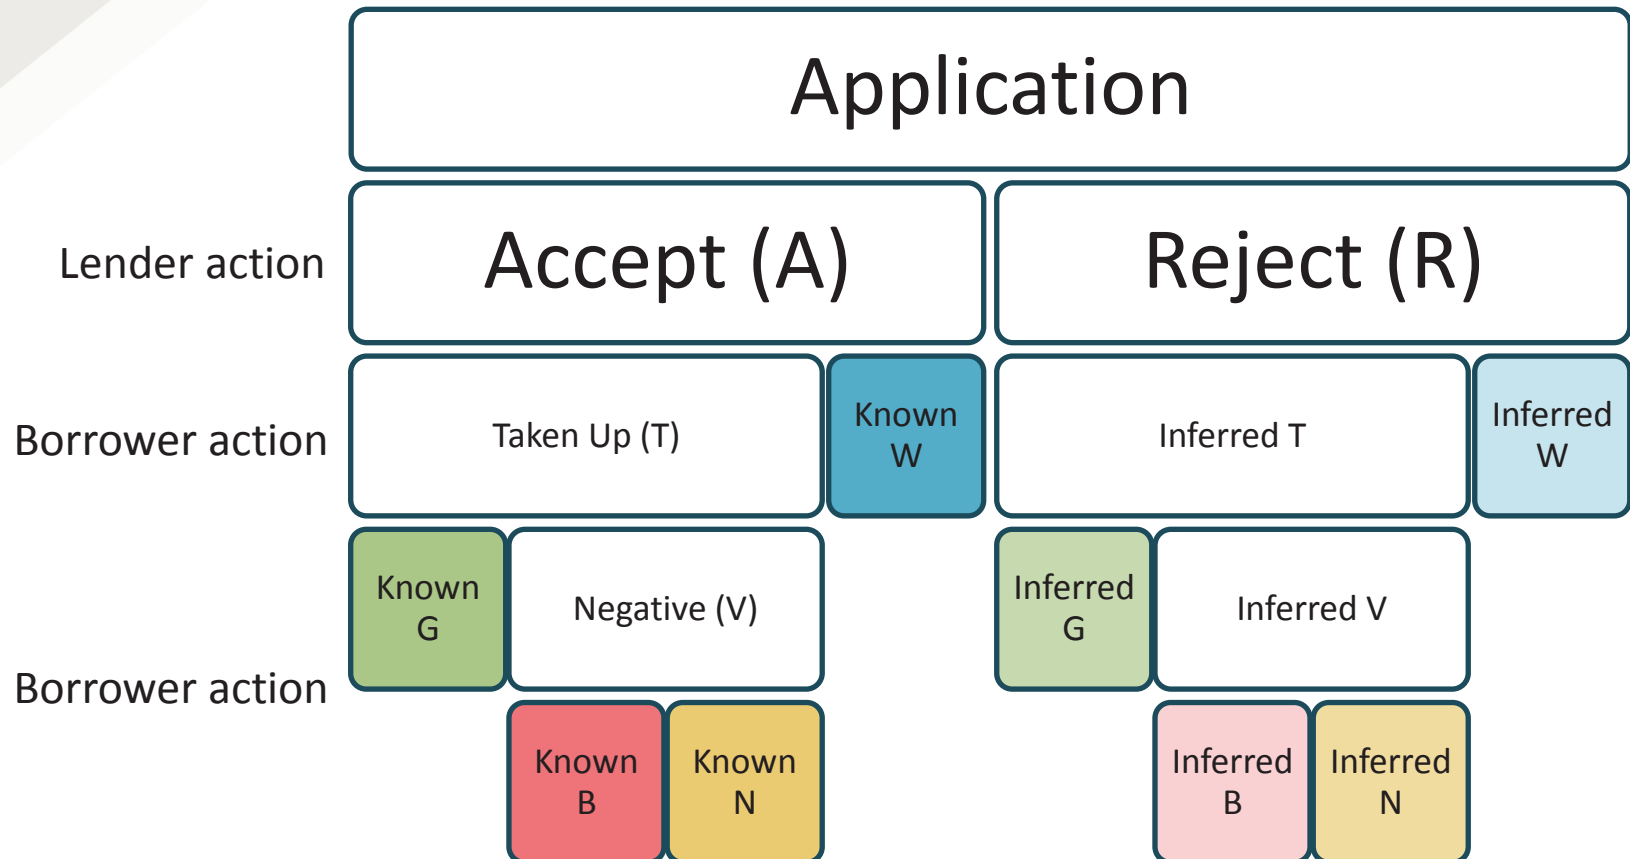 Application
Lender action
Accept (A)
Reject (R)
Borrower action
Taken Up (T)
Known
W
Inferred T
Inferred
W
Known
G
Negative (V)
Inferred
G
Inferred V
Borrower action
Known
B
Known
N
Inferred
B
Inferred
N